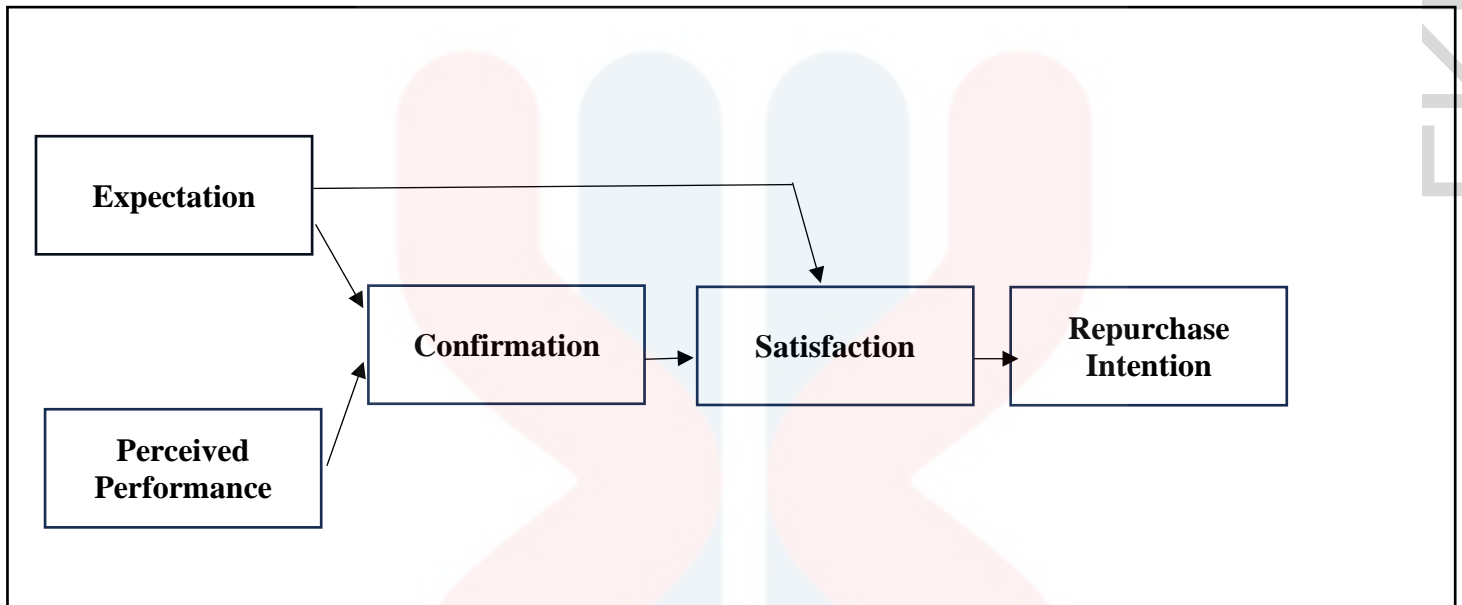 Expectation
Confirmation
Satisfaction
Repurchase
Intention
Perceived
Performance